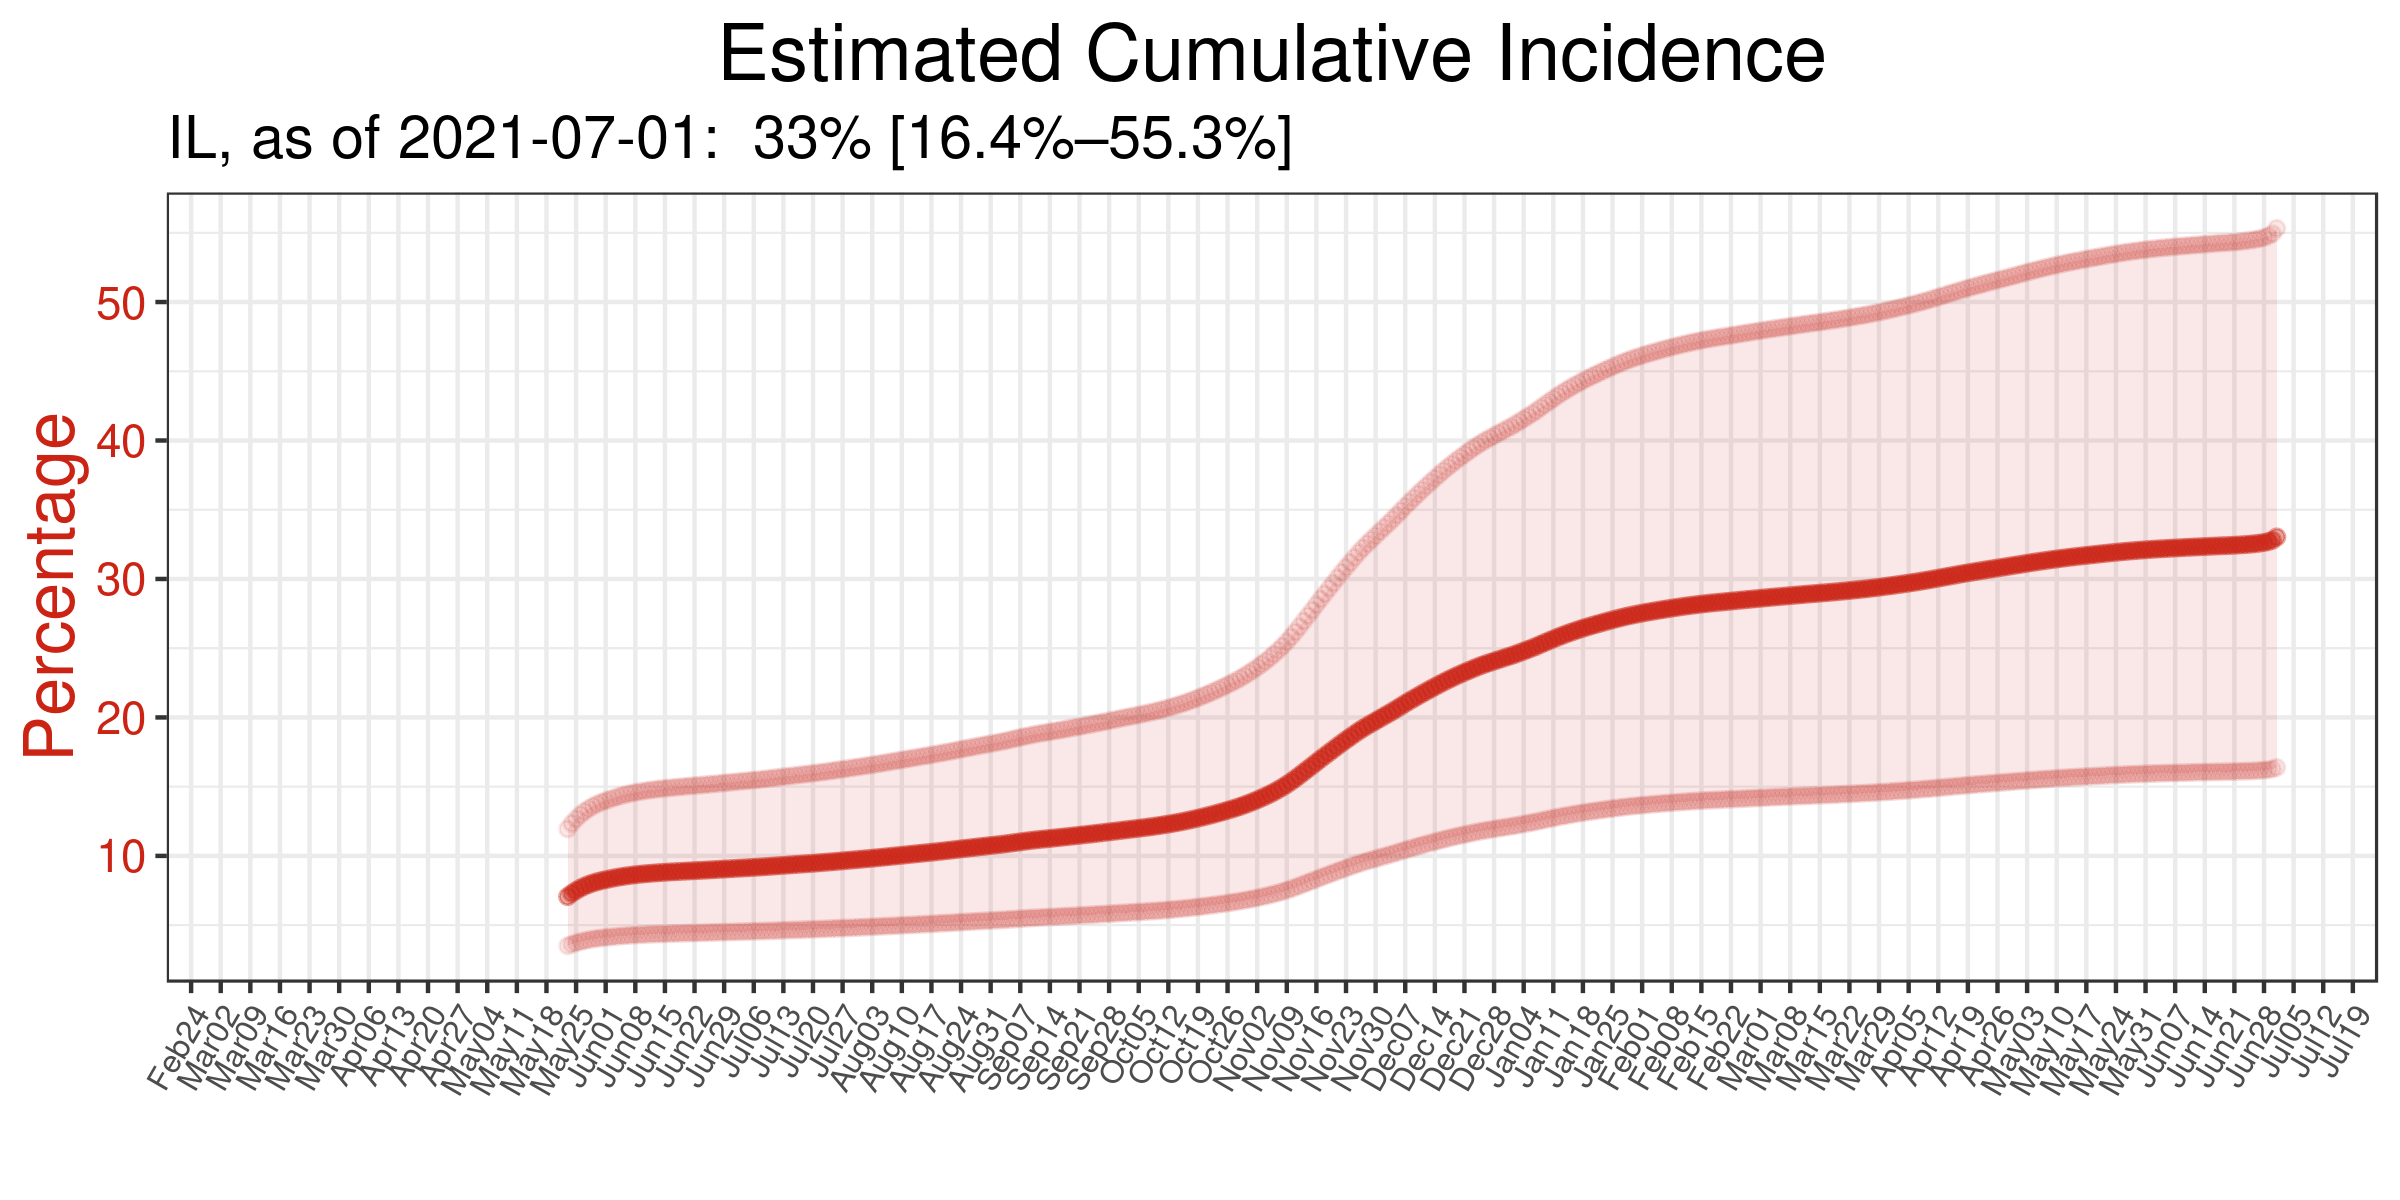 Estimated Cumulative Incidence
IL, as of 2021-07-01:  33% [16.4%–55.3%]
Percentage
50
40
30
20
10
Feb24
Mar02
Mar09
Mar16
Mar23
Mar30
Apr06
Apr13
Apr20
Apr27
May04
May11
May18
May25
Jun01
Jun08
Jun15
Jun22
Jun29
Jul06
Jul13
Jul20
Jul27
Aug03
Aug10
Aug17
Aug24
Aug31
Sep07
Sep14
Sep21
Sep28
Oct05
Oct12
Oct19
Oct26
Nov02
Nov09
Nov16
Nov23
Nov30
Dec07
Dec14
Dec21
Dec28
Jan04
Jan11
Jan18
Jan25
Feb01
Feb08
Feb15
Feb22
Mar01
Mar08
Mar15
Mar22
Mar29
Apr05
Apr12
Apr19
Apr26
May03
May10
May17
May24
May31
Jun07
Jun14
Jun21
Jun28
Jul05
Jul12
Jul19